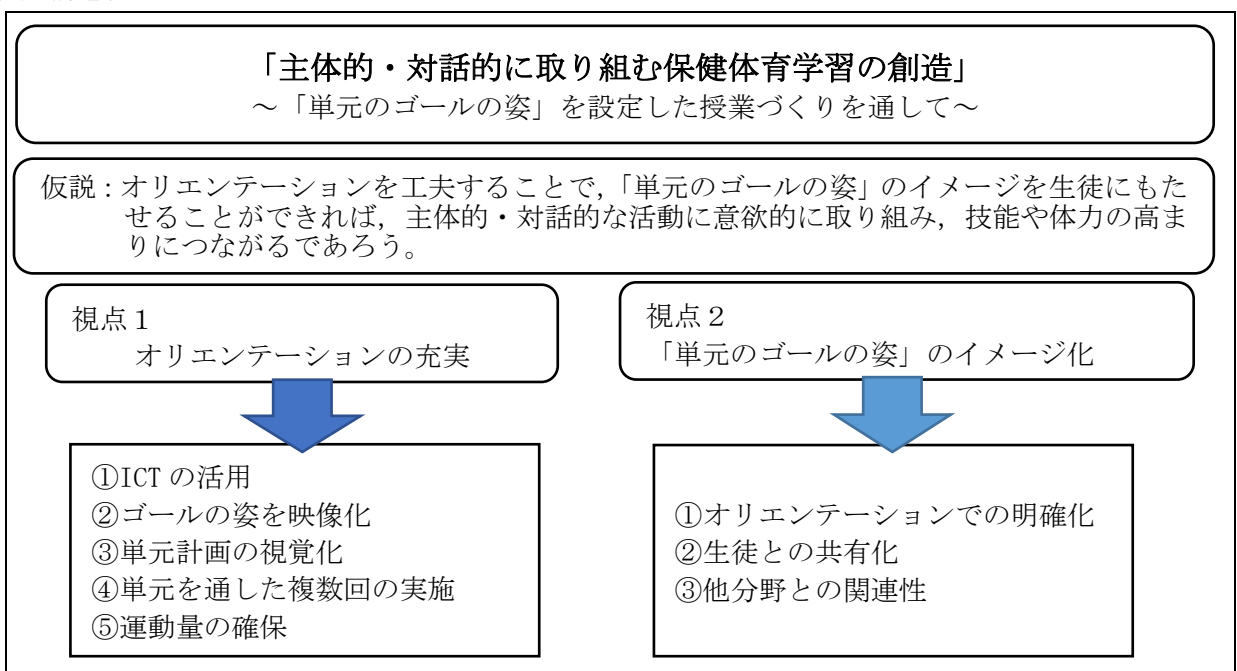 「主体的・対話的に取り組む保健体育学習の創造」
～「単元のゴールの姿」を設定した授業づくりを通して～
仮説：オリエンテーションを工夫することで，「単元のゴールの姿」のイメージを生徒にもた
せることができれば，主体的・対話的な活動に意欲的に取り組み，技能や体力の高ま
りにつながるであろう。
視点１
オリエンテーションの充実
①ICTの活用
②ゴールの姿を映像化
③単元計画の視覚化
④単元を通した複数回の実施
⑤運動量の確保
視点２
「単元のゴールの姿」のイメージ化
①オリエンテーションでの明確化
②生徒との共有化
③他分野との関連性